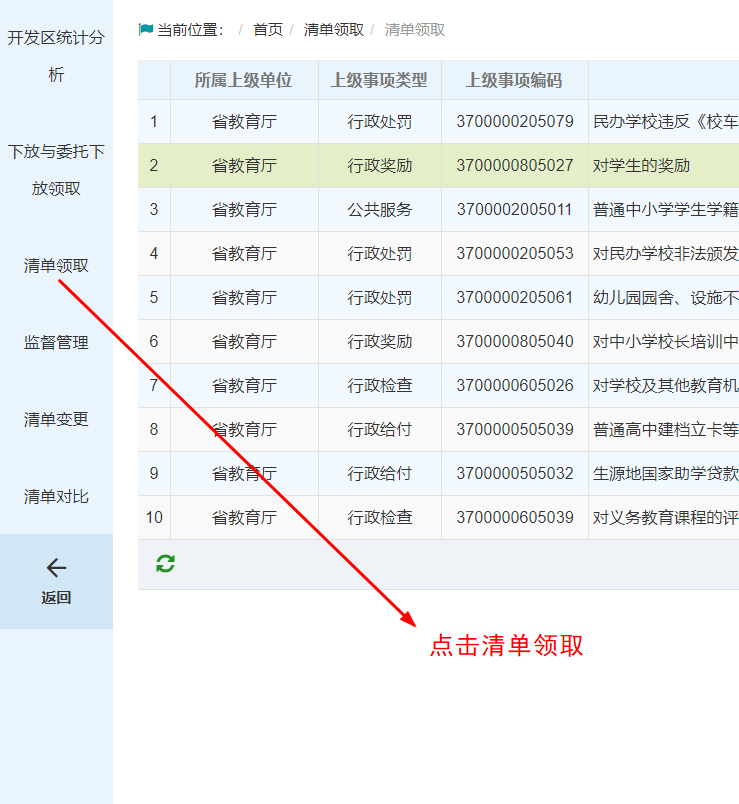 开发区统计分
析
下放与委托下
放领取
清单领取
监督管理
清单变更
清单对比
返回
当前位置： / 首页 / 清单领取 / 清单领取
所属上级单位 上级事项类型 上级事项编码
1 省教育厅 行政处罚 3700000205079 民办学校违反《校车
2 省教育厅 行政奖励 3700000805027 对学生的奖励
3 省教育厅 公共服务 3700002005011 普通中小学学生学籍
4 省教育厅 行政处罚 3700000205053 对民办学校非法颁发
5 省教育厅 行政处罚 3700000205061 幼儿园园舍、设施不
6 省教育厅 行政奖励 3700000805040 对中小学校长培训中
7 省教育厅 行政检查 3700000605026 对学校及其他教育机
8 省教育厅 行政给付 3700000505039 普通高中建档立卡等
9 省教育厅 行政给付 3700000505032 生源地国家助学贷款
10 省教育厅 行政检查 3700000605039 对义务教育课程的评
点击清单领取